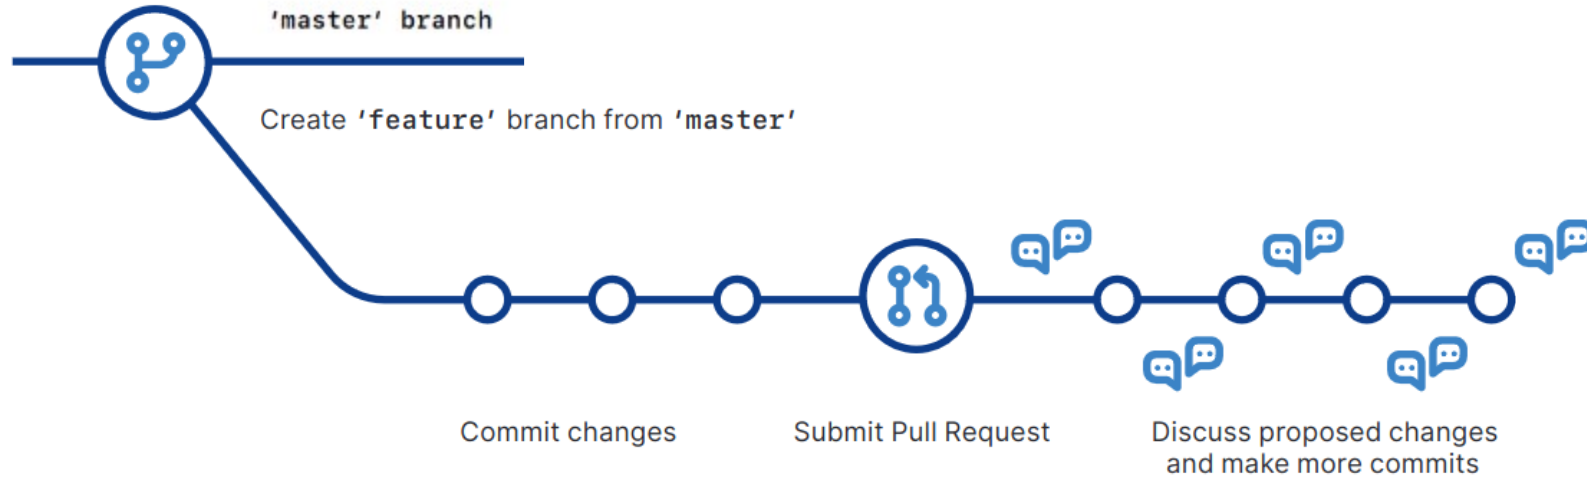 ‘master’ branch
Create ‘feature’ branch from ‘master’
Commit changes
Submit Pull Request
Discuss proposed changes
and make more commits